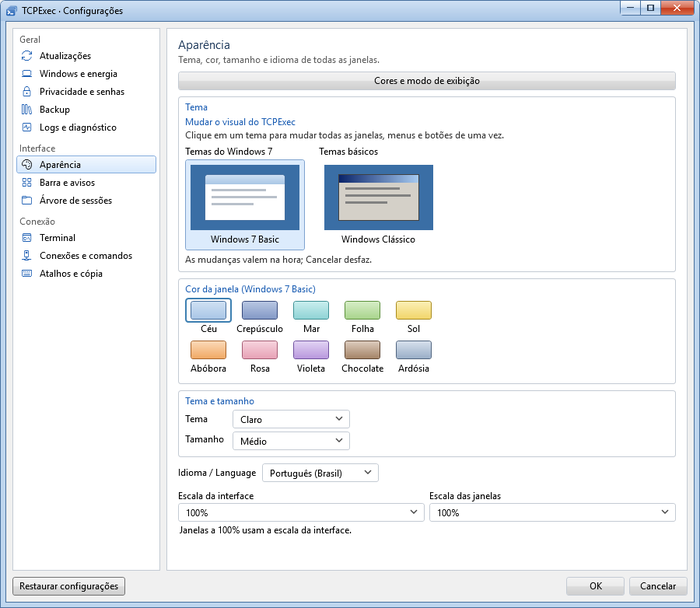 TCPExec · Configurações
Geral
Atualizações
Windows e energia
Privacidade e senhas
Backup
Logs e diagnóstico
Interface
Aparência
Barra e avisos
Árvore de sessões
Conexão
Terminal
Conexões e comandos
Atalhos e cópia
Aparência
Tema, cor, tamanho e idioma de todas as janelas.
Cores e modo de exibição
Tema
Mudar o visual do TCPExec
Clique em um tema para mudar todas as janelas, menus e botões de uma vez.
Temas do Windows 7 Temas básicos
Windows 7 Basic Windows Clássico
As mudanças valem na hora; Cancelar desfaz.
Cor da janela (Windows 7 Basic)
Céu Crepúsculo Mar Folha Sol
Abóbora Rosa Violeta Chocolate Ardósia
Tema e tamanho
Tema Claro
Tamanho Médio
Idioma / Language Português (Brasil)
Escala da interface Escala das janelas
100% 100%
Janelas a 100% usam a escala da interface.
Restaurar configurações OK Cancelar